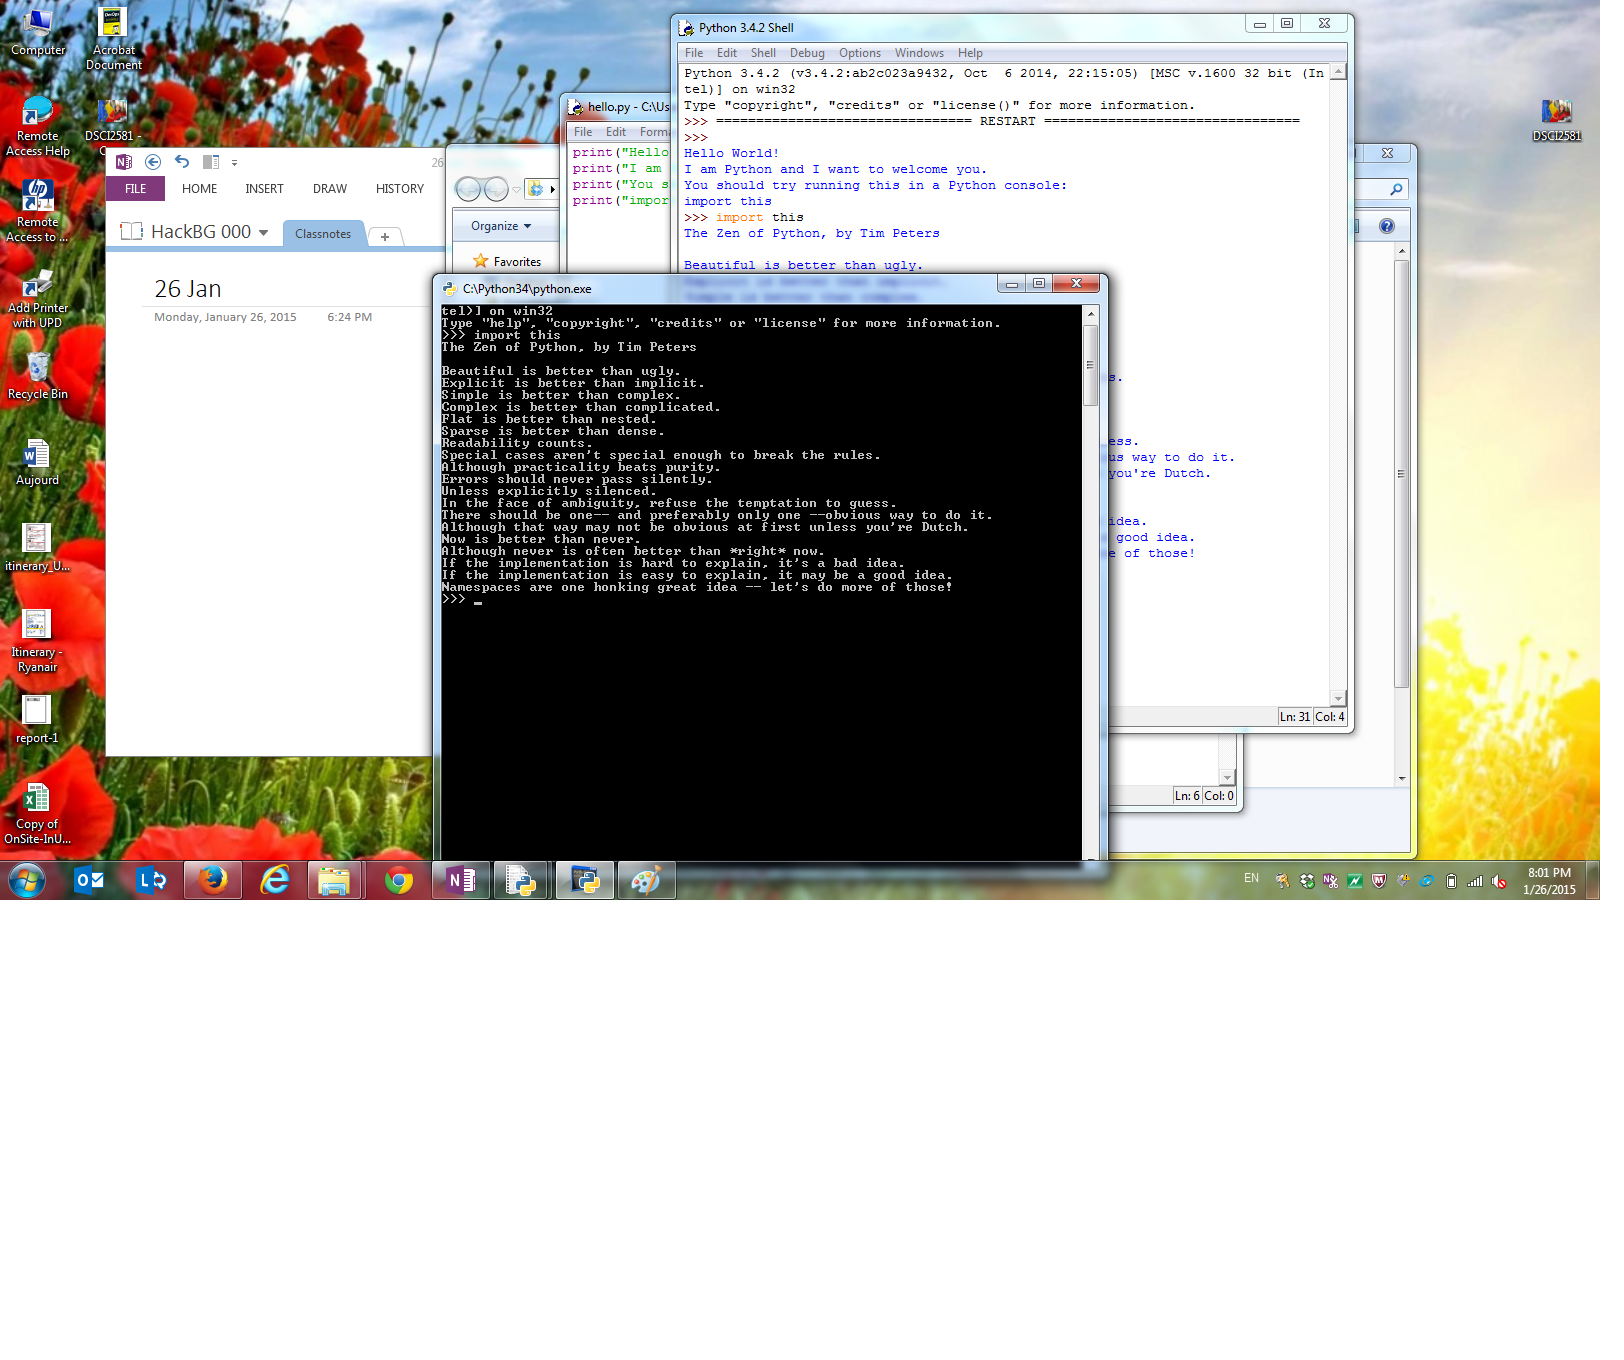 Computer
Acrobat
Document
Remote
Access Help
DSCI2581 -
Remote
Access to ...
Add Printer
with UPD
Recycle Bin
Aujourd
itinerary_U...
Itinerary -
Ryanair
report-1
Copy of
OnSite-InU...
DSCI2581
26
FILE HOME INSERT DRAW HISTORY
HackBG 000 Classnotes +
26 Jan
Monday, January 26, 2015 6:24 PM
Organize
Favorites
hello.py - C:\Us
File Edit Forma
print("Hello
print("I am
print("You s
print("impor
Ln: 6 Col: 0
Python 3.4.2 Shell
File Edit Shell Debug Options Windows Help
Python 3.4.2 (v3.4.2:ab2c023a9432, Oct  6 2014, 22:15:05) [MSC v.1600 32 bit (In
tel)] on win32
Type "copyright", "credits" or "license()" for more information.
>>> ================================ RESTART ================================
>>>
Hello World!
I am Python and I want to welcome you.
You should try running this in a Python console:
import this
>>> import this
The Zen of Python, by Tim Peters
Beautiful is better than ugly.
s.
ess.
us way to do it.
you're Dutch.
idea.
good idea.
e of those!
Ln: 31 Col: 4
C:\Python34\python.exe
tel)] on win32
Type "help", "copyright", "credits" or "license" for more information.
>>> import this
The Zen of Python, by Tim Peters
Beautiful is better than ugly.
Explicit is better than implicit.
Simple is better than complex.
Complex is better than complicated.
Flat is better than nested.
Sparse is better than dense.
Readability counts.
Special cases aren't special enough to break the rules.
Although practicality beats purity.
Errors should never pass silently.
Unless explicitly silenced.
In the face of ambiguity, refuse the temptation to guess.
There should be one-- and preferably only one --obvious way to do it.
Although that way may not be obvious at first unless you're Dutch.
Now is better than never.
Although never is often better than *right* now.
If the implementation is hard to explain, it's a bad idea.
If the implementation is easy to explain, it may be a good idea.
Namespaces are one honking great idea -- let's do more of those!
>>> _
EN
8:01 PM
1/26/2015